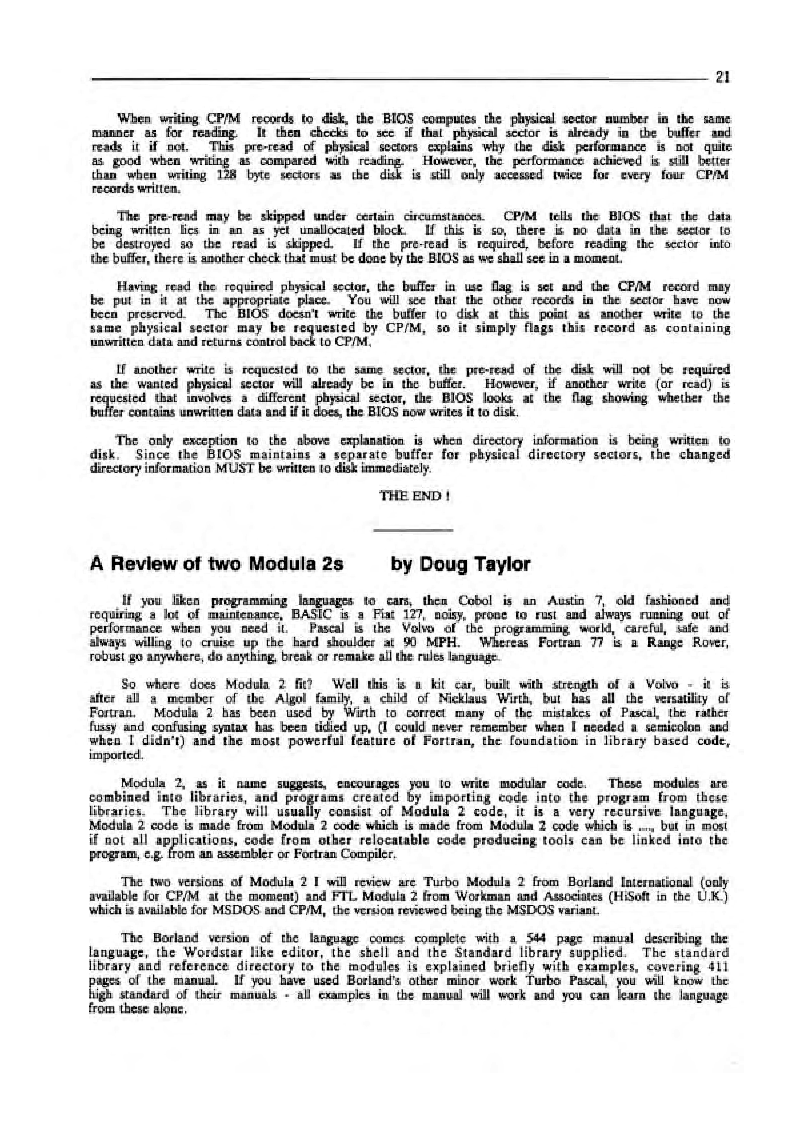 21
When writing CP/M records to disk, the BIOS computes the physical sector number in the same
manner as for reading. It then checks to see if that physical sector is already in the buffer and
reads it if not. This pre-read of physical sectors explains why the disk performance is not quite
as good when writing as compared with reading. However, the performance achieved is still better
than when writing 128 byte sectors as the disk is still only accessed twice for every four CP/M
records written.
The pre-read may be skipped under certain circumstances. CP/M tells the BIOS that the data
being written lies in an as yet unallocated block. If this is so, there is no data in the sector to
be destroyed so the read is skipped. If the pre-read is required, before reading the sector into
the buffer, there is another check that must be done by the BIOS as we shall see in a moment.
Having read the required physical sector, the buffer in use flag is set and the CP/M record may
be put in it at the appropriate place. You will see that the other records in the sector have now
been preserved. The BIOS doesn't write the buffer to disk at this point as another write to the
same physical sector may be requested by CP/M, so it simply flags this record as containing
unwritten data and returns control back to CP/M.
If another write is requested to the same sector, the pre-read of the disk will not be required
as the wanted physical sector will already be in the buffer. However, if another write (or read) is
requested that involves a different physical sector, the BIOS looks at the flag showing whether the
buffer contains unwritten data and if it does, the BIOS now writes it to disk.
The only exception to the above explanation is when directory information is being written to
disk. Since the BIOS maintains a separate buffer for physical directory sectors, the changed
directory information MUST be written to disk immediately.
THE END !
A Review of two Modula 2s by Doug Taylor
If you liken programming languages to cars, then Cobol is an Austin 7, old fashioned and
requiring a lot of maintenance, BASIC is a Fiat 127, noisy, prone to rust and always running out of
performance when you need it. Pascal is the Volvo of the programming world, careful, safe and
always willing to cruise up the hard shoulder at 90 MPH. Whereas Fortran 77 is a Range Rover,
robust go anywhere, do anything, break or remake all the rules language.
So where does Modula 2 fit? Well this is a kit car, built with strength of a Volvo - it is
after all a member of the Algol family, a child of Nicklaus Wirth, but has all the versatility of
Fortran. Modula 2 has been used by Wirth to correct many of the mistakes of Pascal, the rather
fussy and confusing syntax has been tidied up, (I could never remember when I needed a semicolon and
when I didn't) and the most powerful feature of Fortran, the foundation in library based code,
imported.
Modula 2, as it name suggests, encourages you to write modular code. These modules are
combined into libraries, and programs created by importing code into the program from these
libraries. The library will usually consist of Modula 2 code, it is a very recursive language,
Modula 2 code is made from Modula 2 code which is made from Modula 2 code which is ...., but in most
if not all applications, code from other relocatable code producing tools can be linked into the
program, e.g. from an assembler or Fortran Compiler.
The two versions of Modula 2 I will review are Turbo Modula 2 from Borland International (only
available for CP/M at the moment) and FTL Modula 2 from Workman and Associates (HiSoft in the U.K.)
which is available for MSDOS and CP/M, the version reviewed being the MSDOS variant.
The Borland version of the language comes complete with a 544 page manual describing the
language, the Wordstar like editor, the shell and the Standard library supplied. The standard
library and reference directory to the modules is explained briefly with examples, covering 411
pages of the manual. If you have used Borland's other minor work Turbo Pascal, you will know the
high standard of their manuals - all examples in the manual will work and you can learn the language
from these alone.